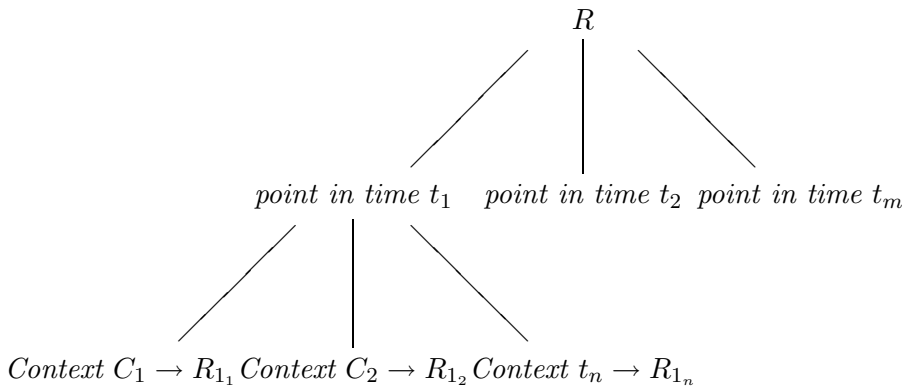 R
point in time t₁ point in time t₂ point in time tₘ
Context C₁ → R₁₁ Context C₂ → R₁₂ Context tₙ → R₁ₙ